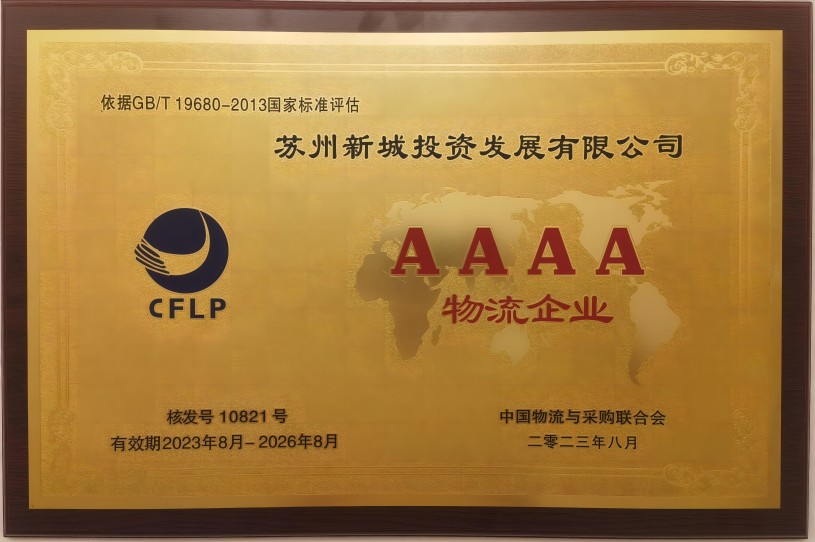 依据GB/T 19680-2013国家标准评估
苏州新城投资发展有限公司
AAAA
物流企业
CFLP
核发号 10821 号
有效期2023年8月-2026年8月
中国物流与采购联合会
二零二三年八月